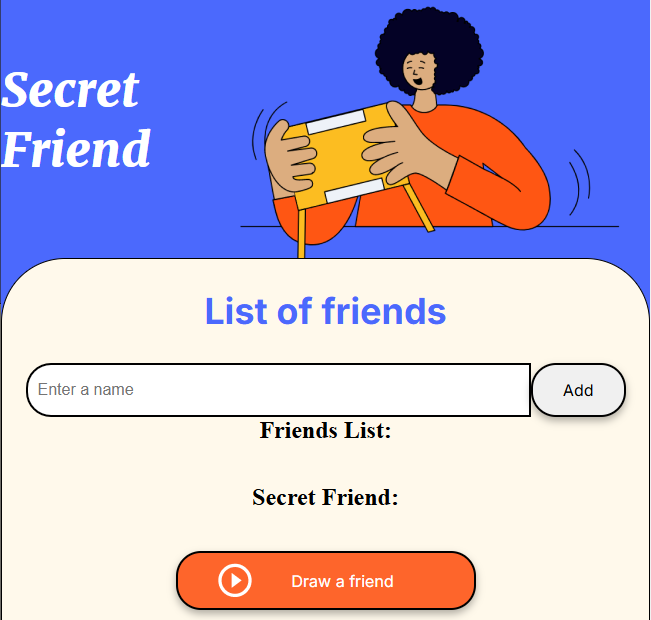 Secret
Friend
List of friends
Enter a name
Add
Friends List:
Secret Friend:
Draw a friend